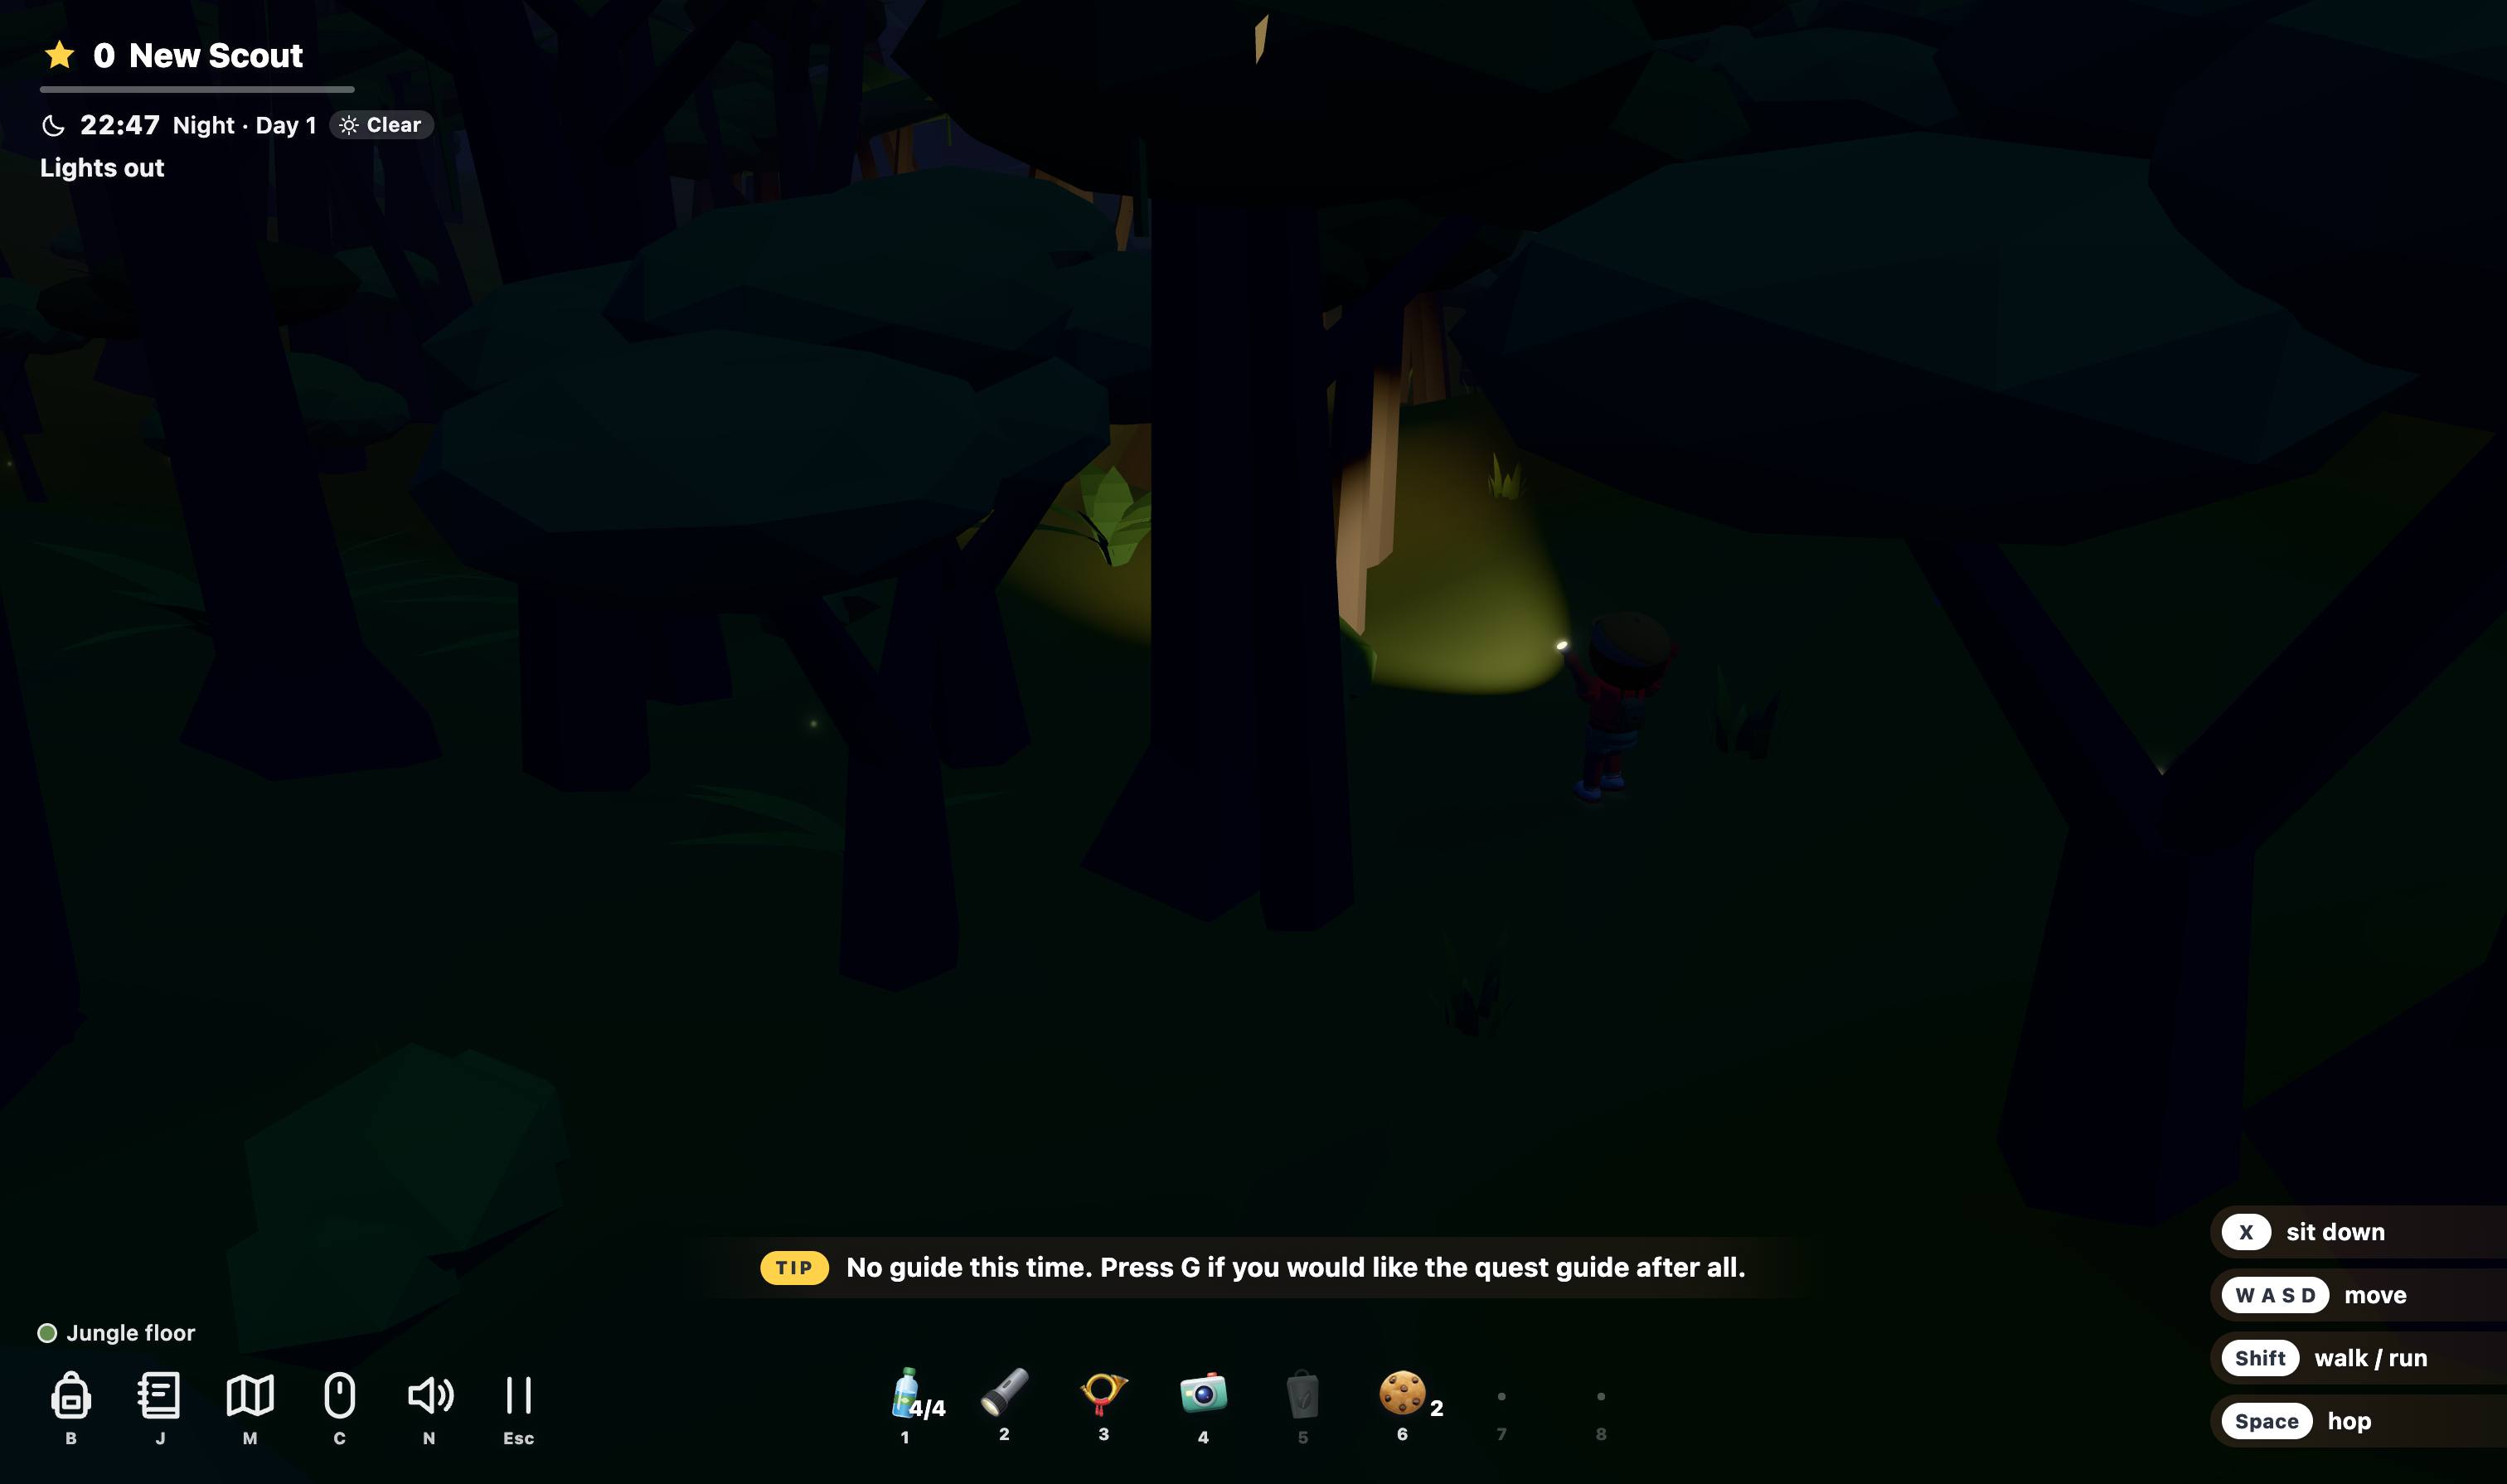 0 New Scout
22:47 Night · Day 1 Clear
Lights out
X sit down
TIP No guide this time. Press G if you would like the quest guide after all.
W A S D move
Jungle floor
Shift walk / run
4/4
2
Space hop
B J M C N Esc
1 2 3 4 5 6 7 8